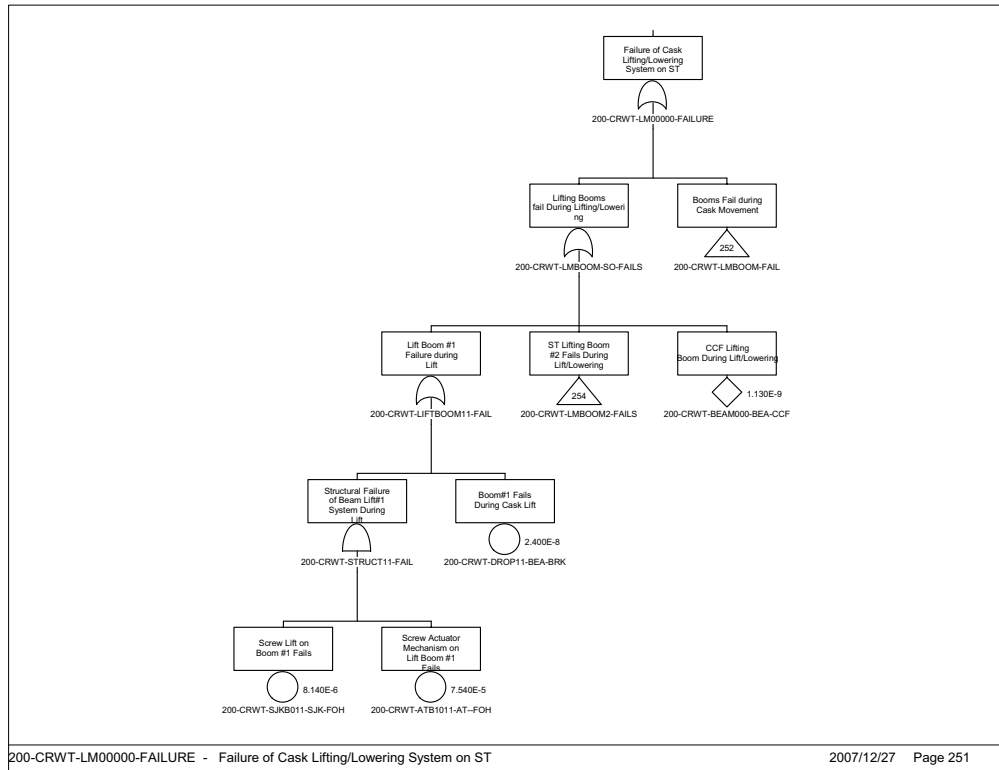 Failure of Cask
Lifting/Lowering
System on ST
200-CRWT-LM00000-FAILURE
Lifting Booms
fail During Lifting/Loweri
ng
200-CRWT-LMBOOM-SO-FAILS
Booms Fail during
Cask Movement
252
200-CRWT-LMBOOM-FAIL
Lift Boom #1
Failure during
Lift
200-CRWT-LIFTBOOM11-FAIL
ST Lifting Boom
#2 Fails During
Lift/Lowering
254
200-CRWT-LMBOOM2-FAILS
CCF Lifting
Boom During Lift/Lowering
1.130E-9
200-CRWT-BEAM000-BEA-CCF
Structural Failure
of Beam Lift#1
System During
Lift
200-CRWT-STRUCT11-FAIL
Boom#1 Fails
During Cask Lift
2.400E-8
200-CRWT-DROP11-BEA-BRK
Screw Lift on
Boom #1 Fails
8.140E-6
200-CRWT-SJKB011-SJK-FOH
Screw Actuator
Mechanism on
Lift Boom #1
Fails
7.540E-5
200-CRWT-ATB1011-AT--FOH
200-CRWT-LM00000-FAILURE - Failure of Cask Lifting/Lowering System on ST
2007/12/27 Page 251